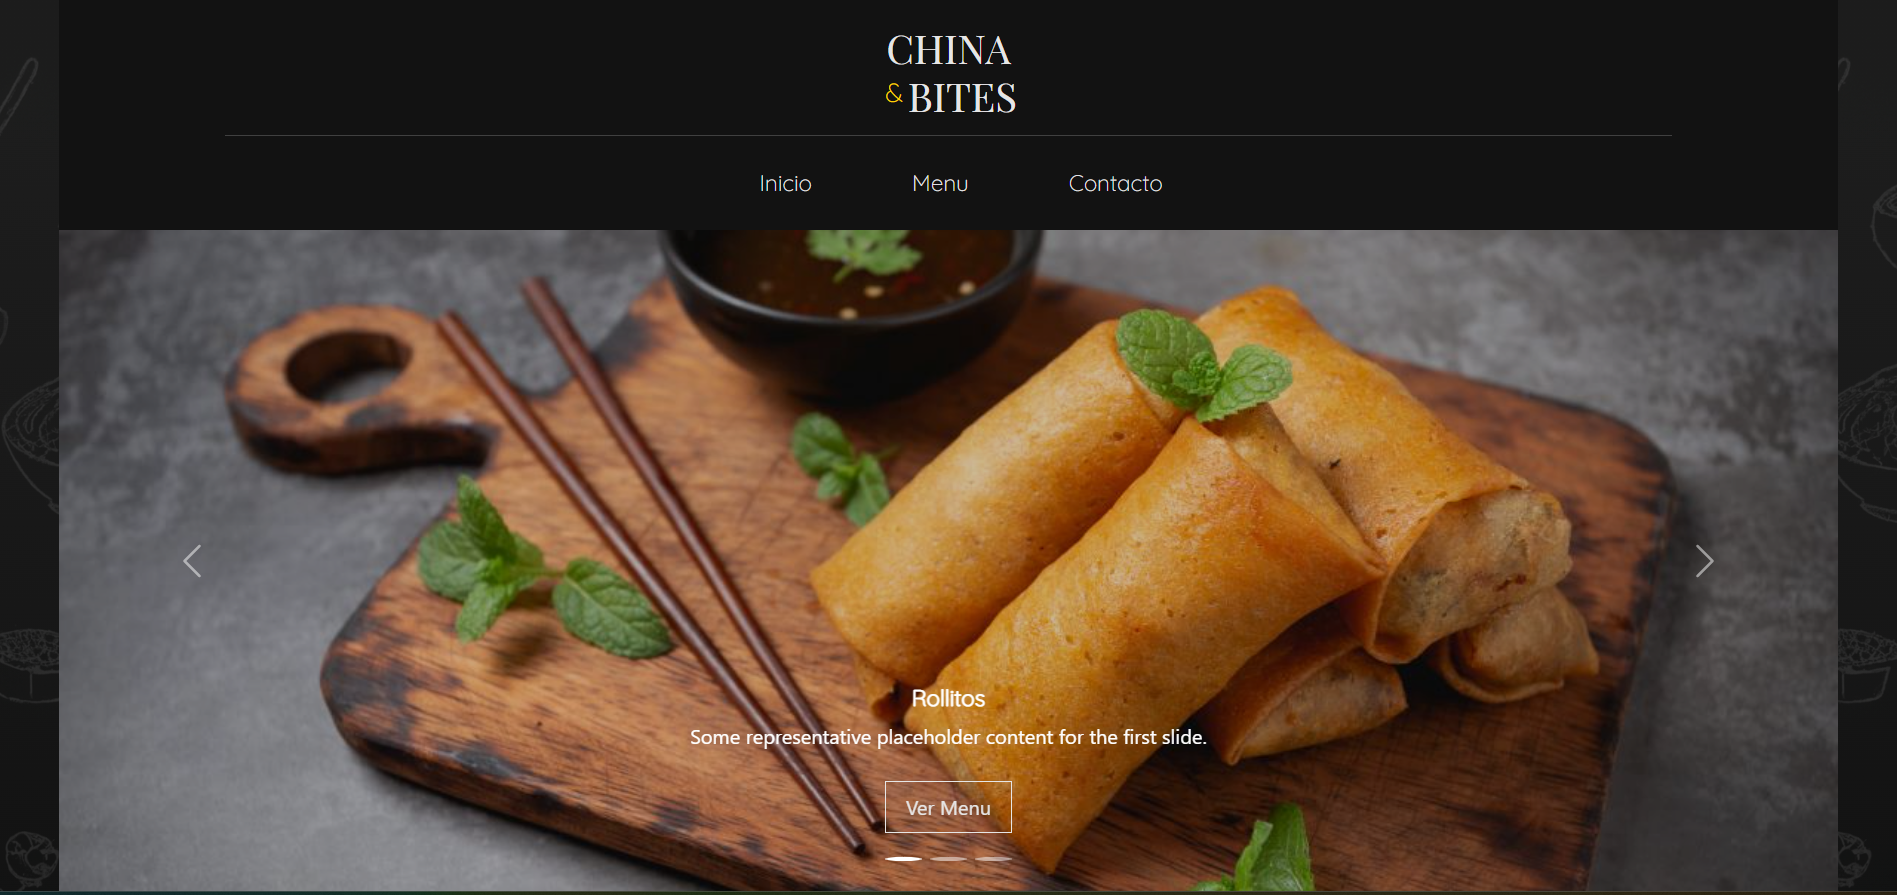 CHINA
& BITES
Inicio Menu Contacto
Rollitos
Some representative placeholder content for the first slide.
Ver Menu